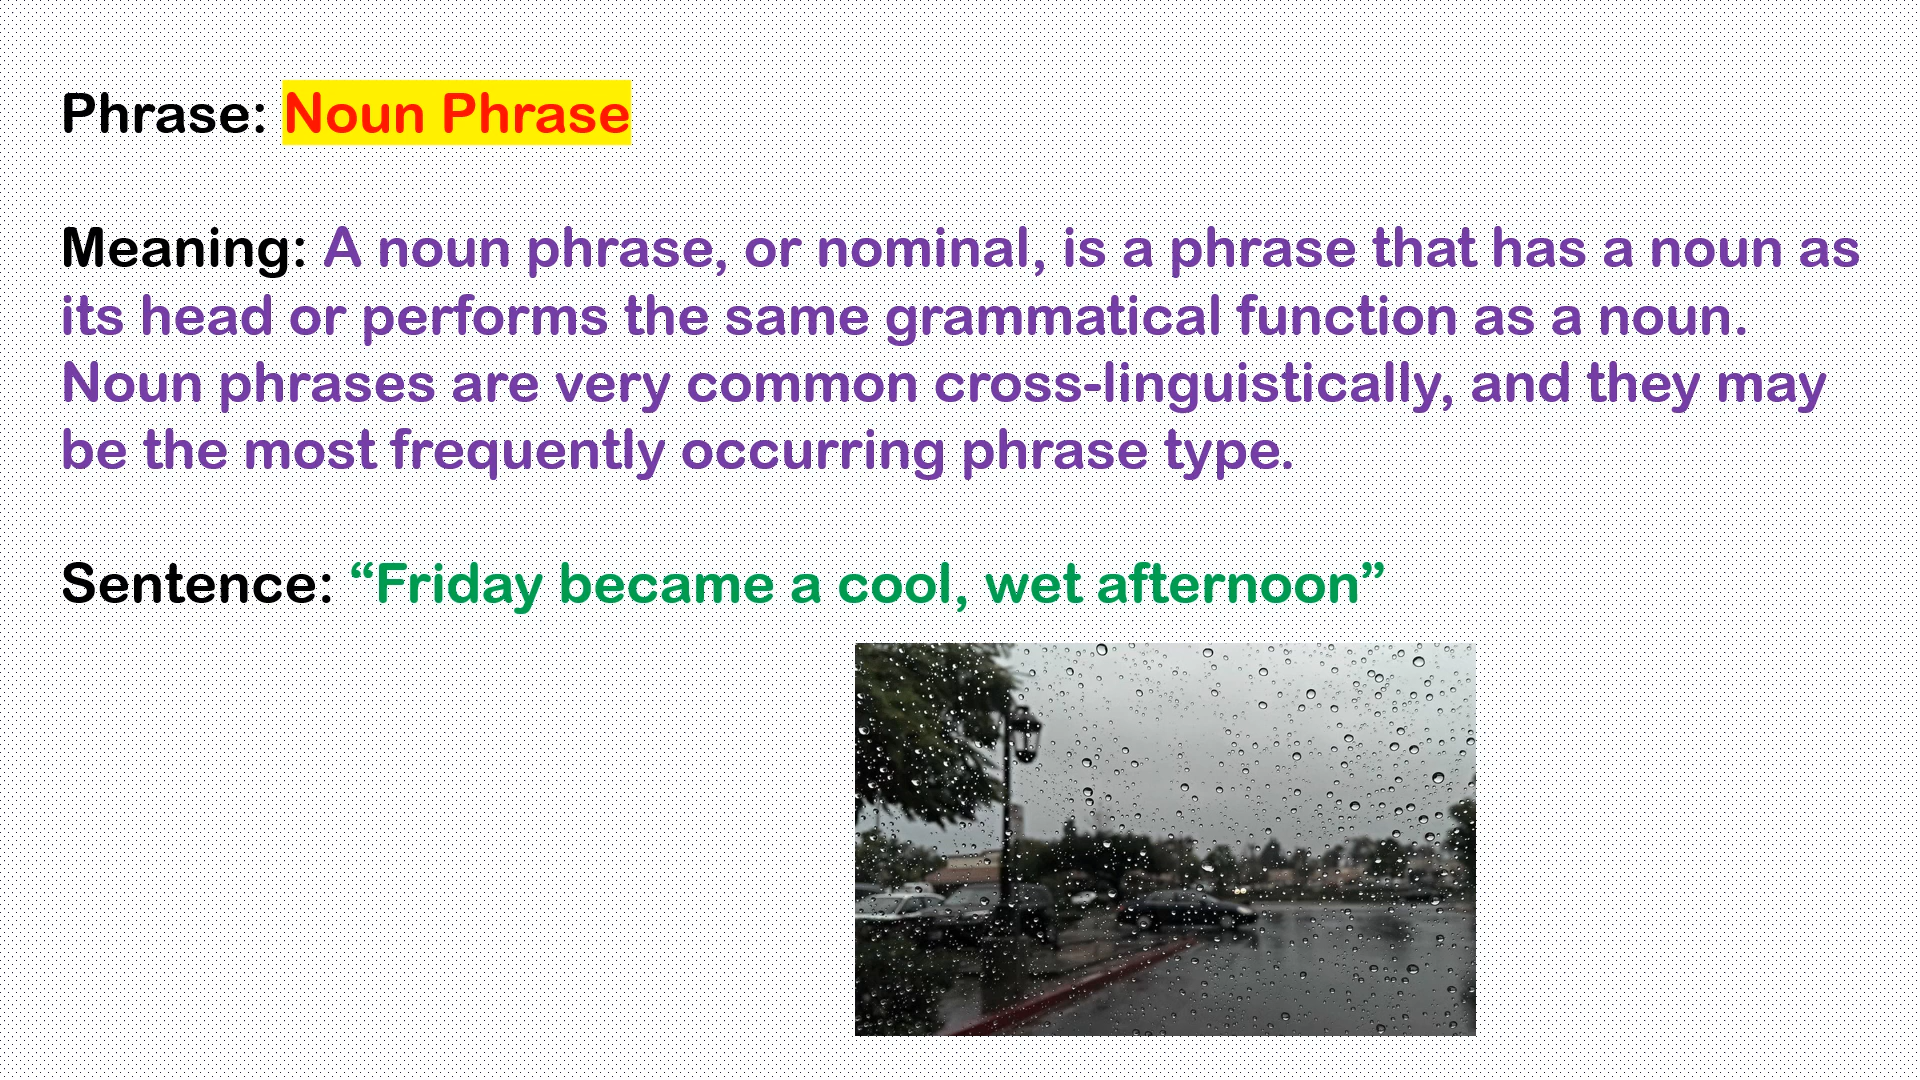 Phrase: Noun Phrase
Meaning: A noun phrase, or nominal, is a phrase that has a noun as
its head or performs the same grammatical function as a noun.
Noun phrases are very common cross-linguistically, and they may
be the most frequently occurring phrase type.
Sentence: “Friday became a cool, wet afternoon”